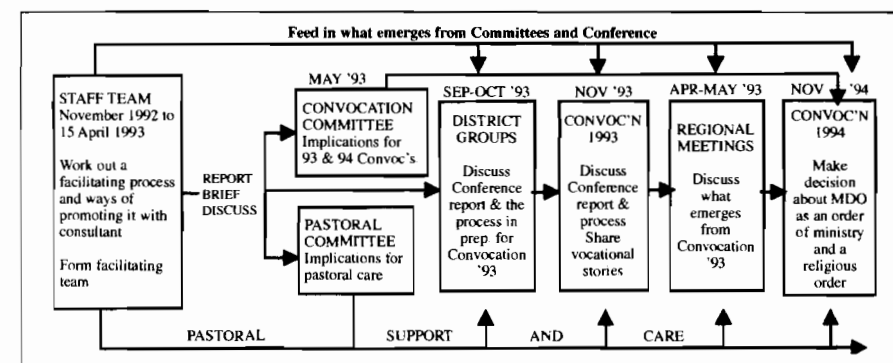 Feed in what emerges from Committees and Conference
STAFF TEAM
November 1992 to
15 April 1993
Work out a
facilitating process
and ways of
promoting it with
consultant
Form facilitating
team
REPORT
BRIEF
DISCUSS
MAY '93
CONVOCATION
COMMITTEE
Implications for
93 & 94 Convoc's
PASTORAL
COMMITTEE
Implications for
pastoral care
SEP-OCT '93
DISTRICT
GROUPS
Discuss
Conference
report & the
process in
prep for
Convocation
'93
NOV '93
CONVOC'N
1993
Discuss
Conference
report &
process
Share
vocational
stories
APR-MAY '93
REGIONAL
MEETINGS
Discuss
what
emerges
from
Convocation
'93
NOV '94
CONVOC'N
1994
Make
decision
about MDO
as an order
of ministry
and a
religious
order
PASTORAL SUPPORT AND CARE